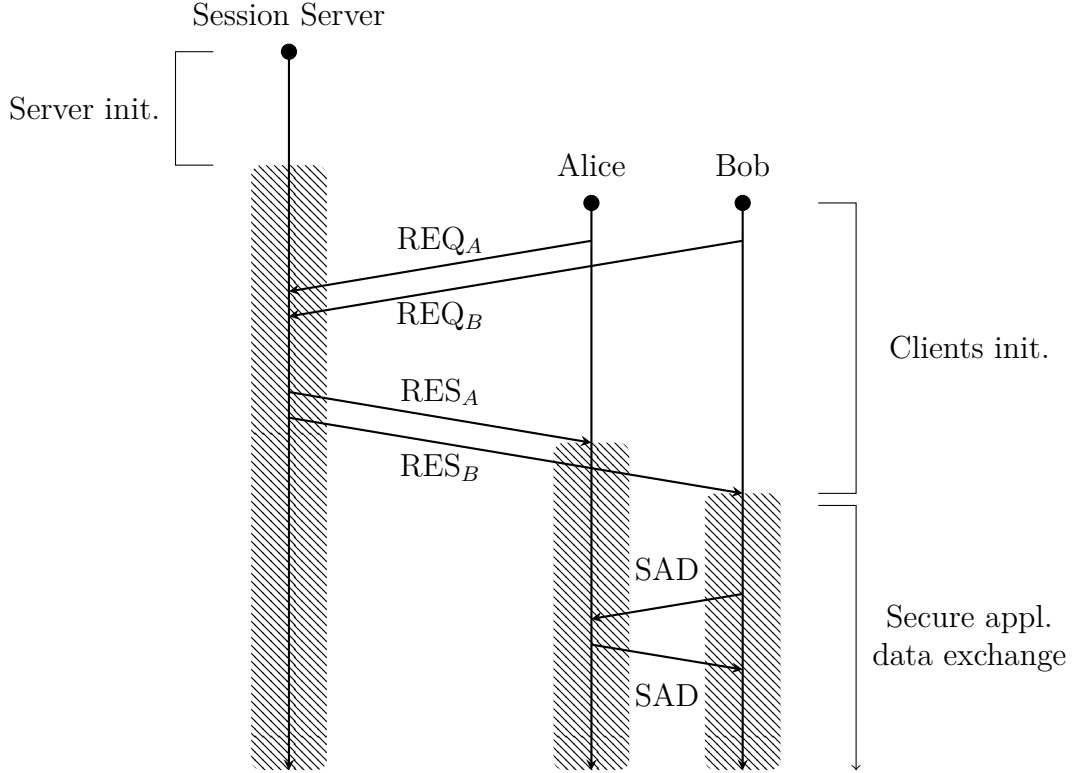 Session Server
Server init.
Alice
Bob
REQ_A
REQ_B
Clients init.
RES_A
RES_B
SAD
Secure appl.
data exchange
SAD